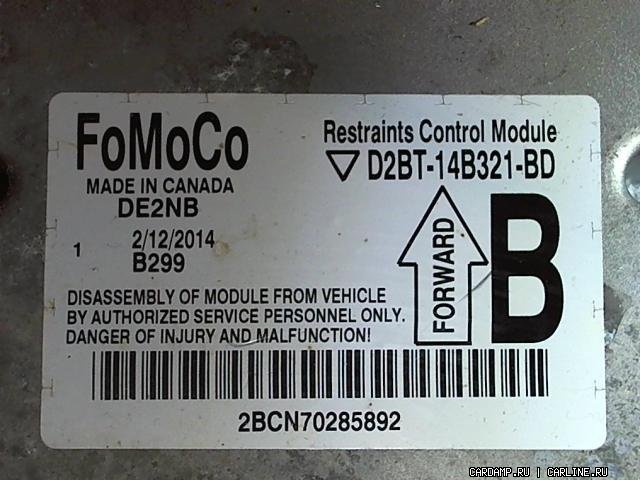 FoMoCo
MADE IN CANADA
DE2NB
1 2/12/2014
B299
Restraints Control Module
D2BT-14B321-BD
FORWARD
B
DISASSEMBLY OF MODULE FROM VEHICLE
BY AUTHORIZED SERVICE PERSONNEL ONLY.
DANGER OF INJURY AND MALFUNCTION!
2BCN70285892
CARDAMP.RU | CARLINE.RU